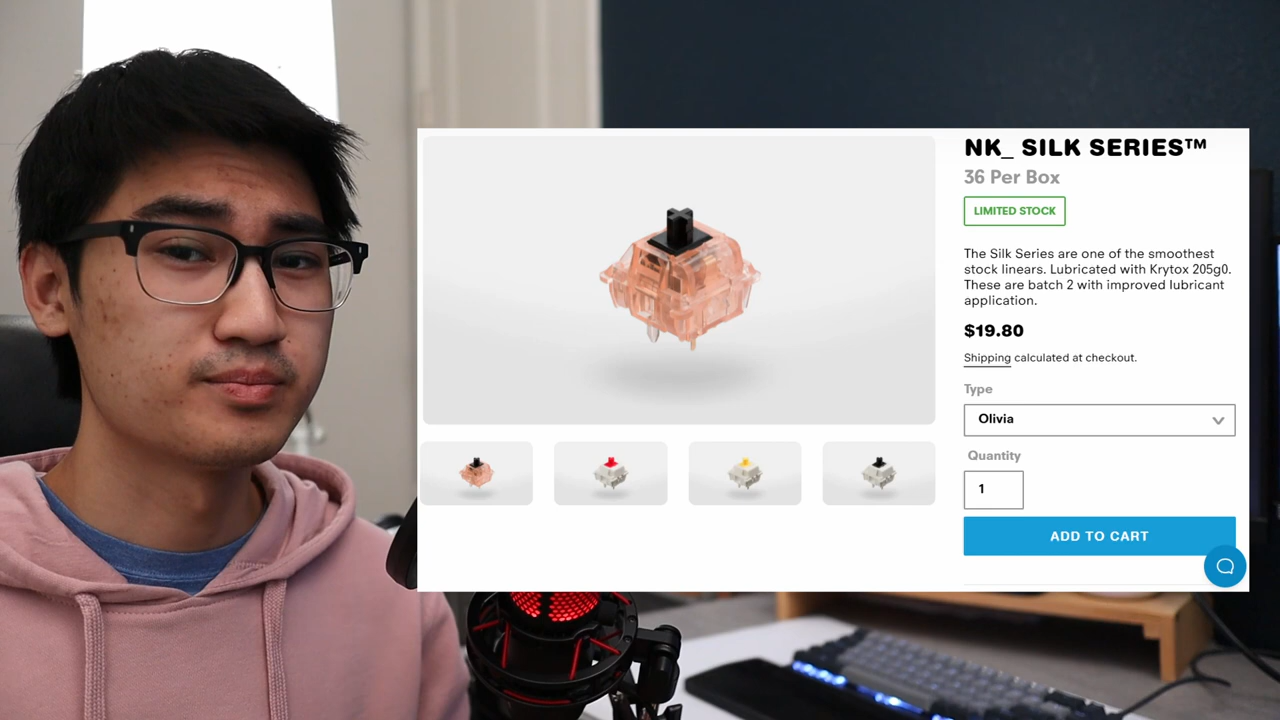 NK_ SILK SERIES™
36 Per Box
LIMITED STOCK
The Silk Series are one of the smoothest
stock linears. Lubricated with Krytox 205g0.
These are batch 2 with improved lubricant
application.
$19.80
Shipping calculated at checkout.
Type
Olivia
Quantity
1
ADD TO CART